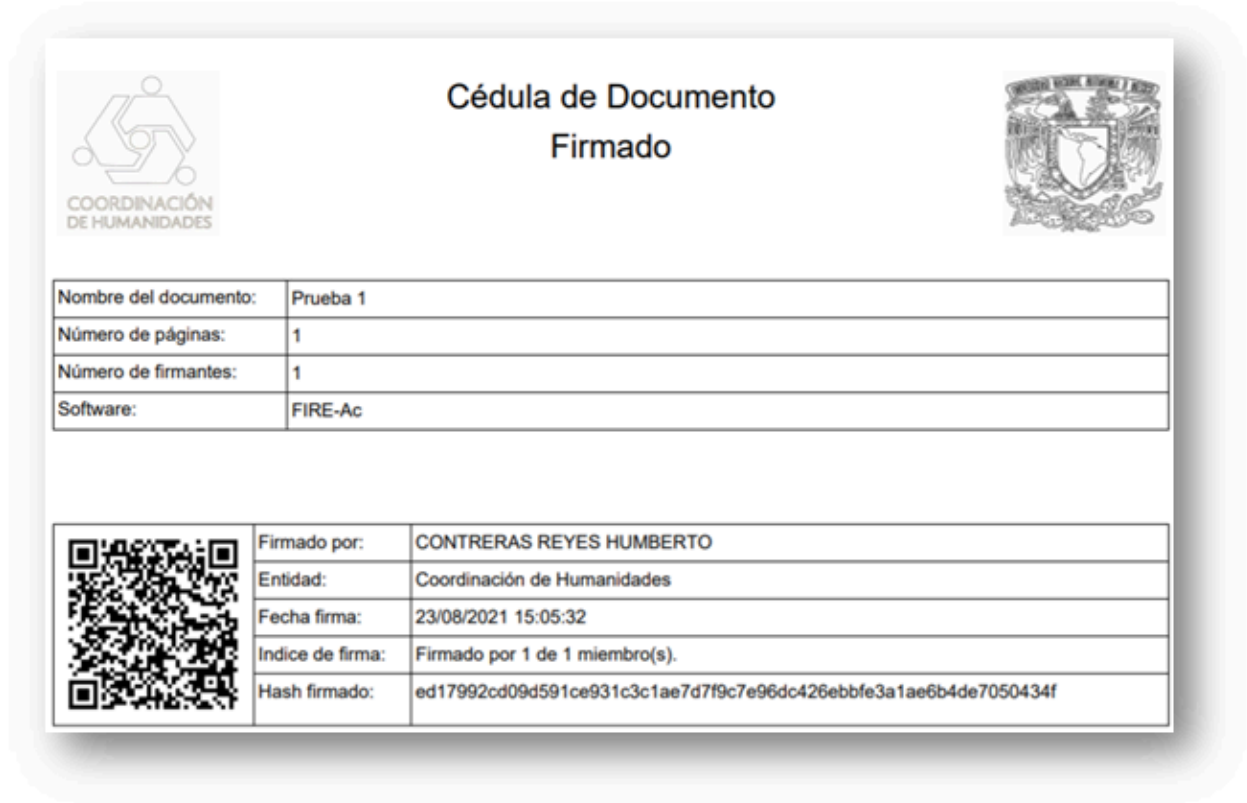 Cédula de Documento
Firmado
COORDINACIÓN
DE HUMANIDADES
Nombre del documento: Prueba 1
Número de páginas: 1
Número de firmantes: 1
Software: FIRE-Ac
Firmado por: CONTRERAS REYES HUMBERTO
Entidad: Coordinación de Humanidades
Fecha firma: 23/08/2021 15:05:32
Indice de firma: Firmado por 1 de 1 miembro(s).
Hash firmado: ed17992cd09d591ce931c3c1ae7d7f9c7e96dc426ebbfe3a1ae6b4de7050434f